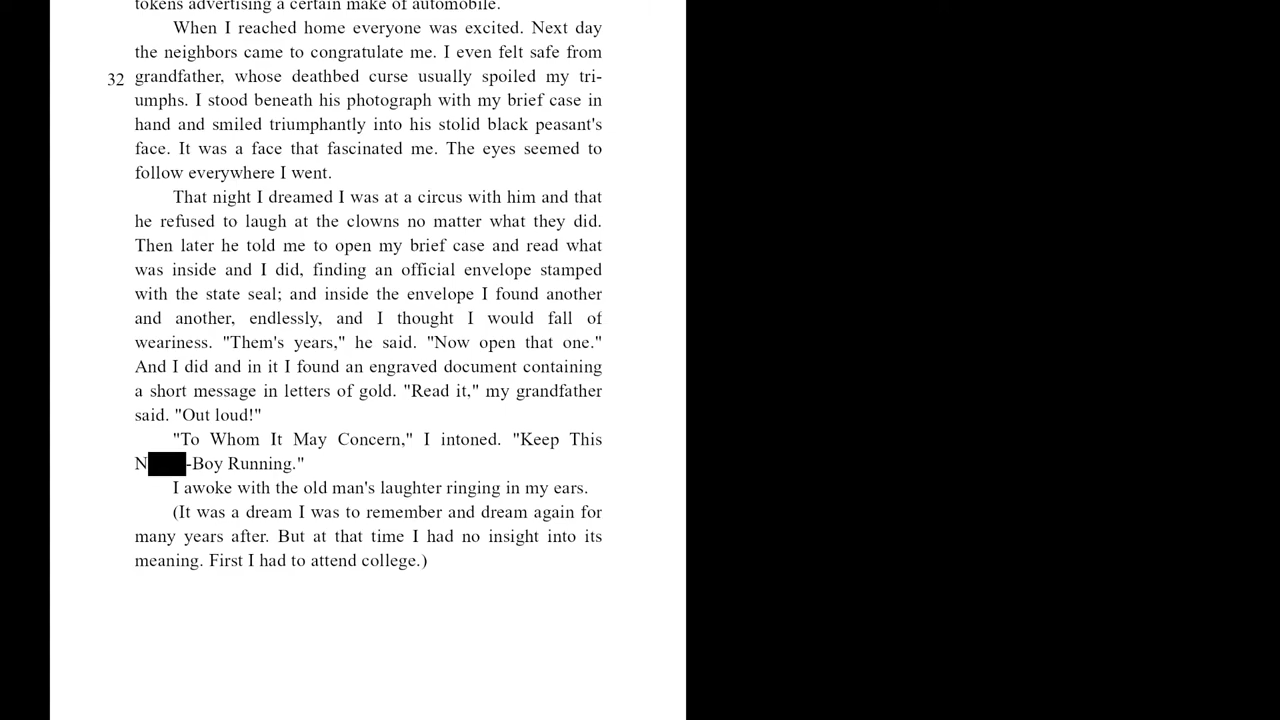 tokens advertising a certain make of automobile.
When I reached home everyone was excited. Next day
the neighbors came to congratulate me. I even felt safe from
32 grandfather, whose deathbed curse usually spoiled my tri-
umphs. I stood beneath his photograph with my brief case in
hand and smiled triumphantly into his stolid black peasant's
face. It was a face that fascinated me. The eyes seemed to
follow everywhere I went.
That night I dreamed I was at a circus with him and that
he refused to laugh at the clowns no matter what they did.
Then later he told me to open my brief case and read what
was inside and I did, finding an official envelope stamped
with the state seal; and inside the envelope I found another
and another, endlessly, and I thought I would fall of
weariness. "Them's years," he said. "Now open that one."
And I did and in it I found an engraved document containing
a short message in letters of gold. "Read it," my grandfather
said. "Out loud!"
"To Whom It May Concern," I intoned. "Keep This
N -Boy Running."
I awoke with the old man's laughter ringing in my ears.
(It was a dream I was to remember and dream again for
many years after. But at that time I had no insight into its
meaning. First I had to attend college.)